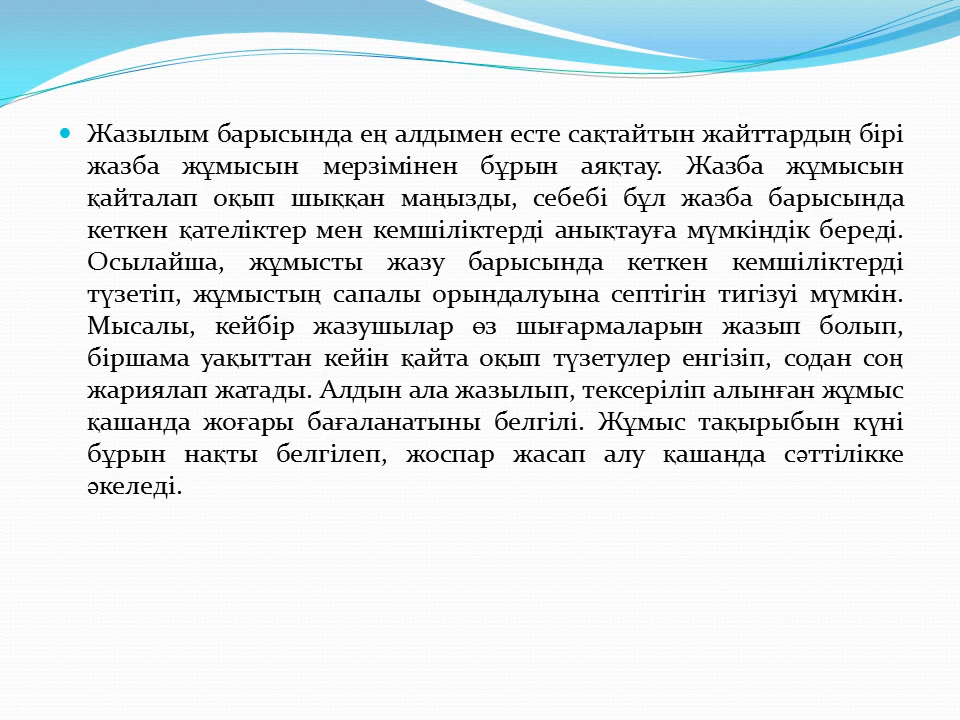 Жазылым барысында ең алдымен есте сақтайтын жайттардың бірі
жазба жұмысын мерзімінен бұрын аяқтау. Жазба жұмысын
қайталап оқып шыққан маңызды, себебі бұл жазба барысында
кеткен қателіктер мен кемшіліктерді анықтауға мүмкіндік береді.
Осылайша, жұмысты жазу барысында кеткен кемшіліктерді
түзетіп, жұмыстың сапалы орындалуына септігін тигізуі мүмкін.
Мысалы, кейбір жазушылар өз шығармаларын жазып болып,
біршама уақыттан кейін қайта оқып түзетулер енгізіп, содан соң
жариялап жатады. Алдын ала жазылып, тексеріліп алынған жұмыс
қашанда жоғары бағаланатыны белгілі. Жұмыс тақырыбын күні
бұрын нақты белгілеп, жоспар жасап алу қашанда сәттілікке
әкеледі.